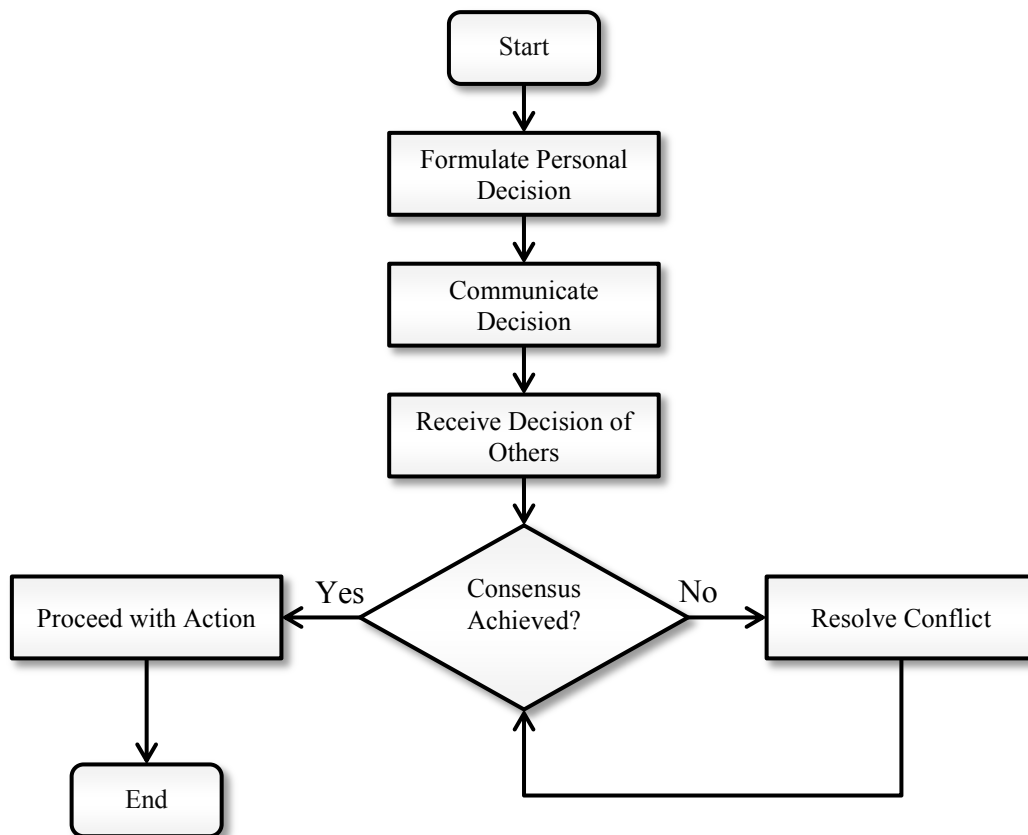 Start
Formulate Personal
Decision
Communicate
Decision
Receive Decision of
Others
Consensus
Achieved?
Yes
No
Proceed with Action
Resolve Conflict
End